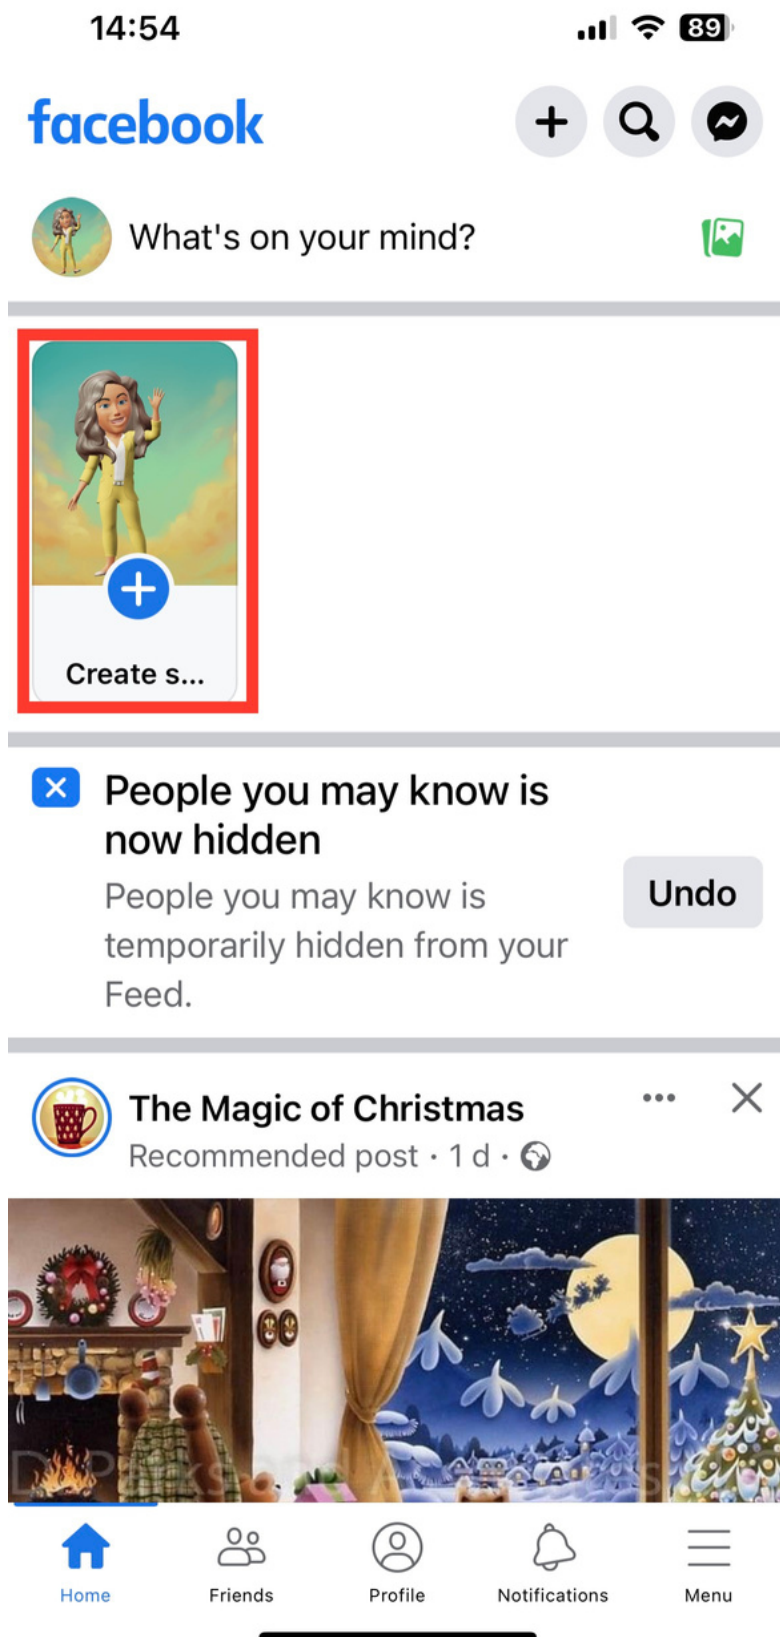 14:54
89
facebook
What's on your mind?
Create s...
People you may know is
now hidden
People you may know is
temporarily hidden from your
Feed.
Undo
The Magic of Christmas
Recommended post · 1 d ·
Home
Friends
Profile
Notifications
Menu